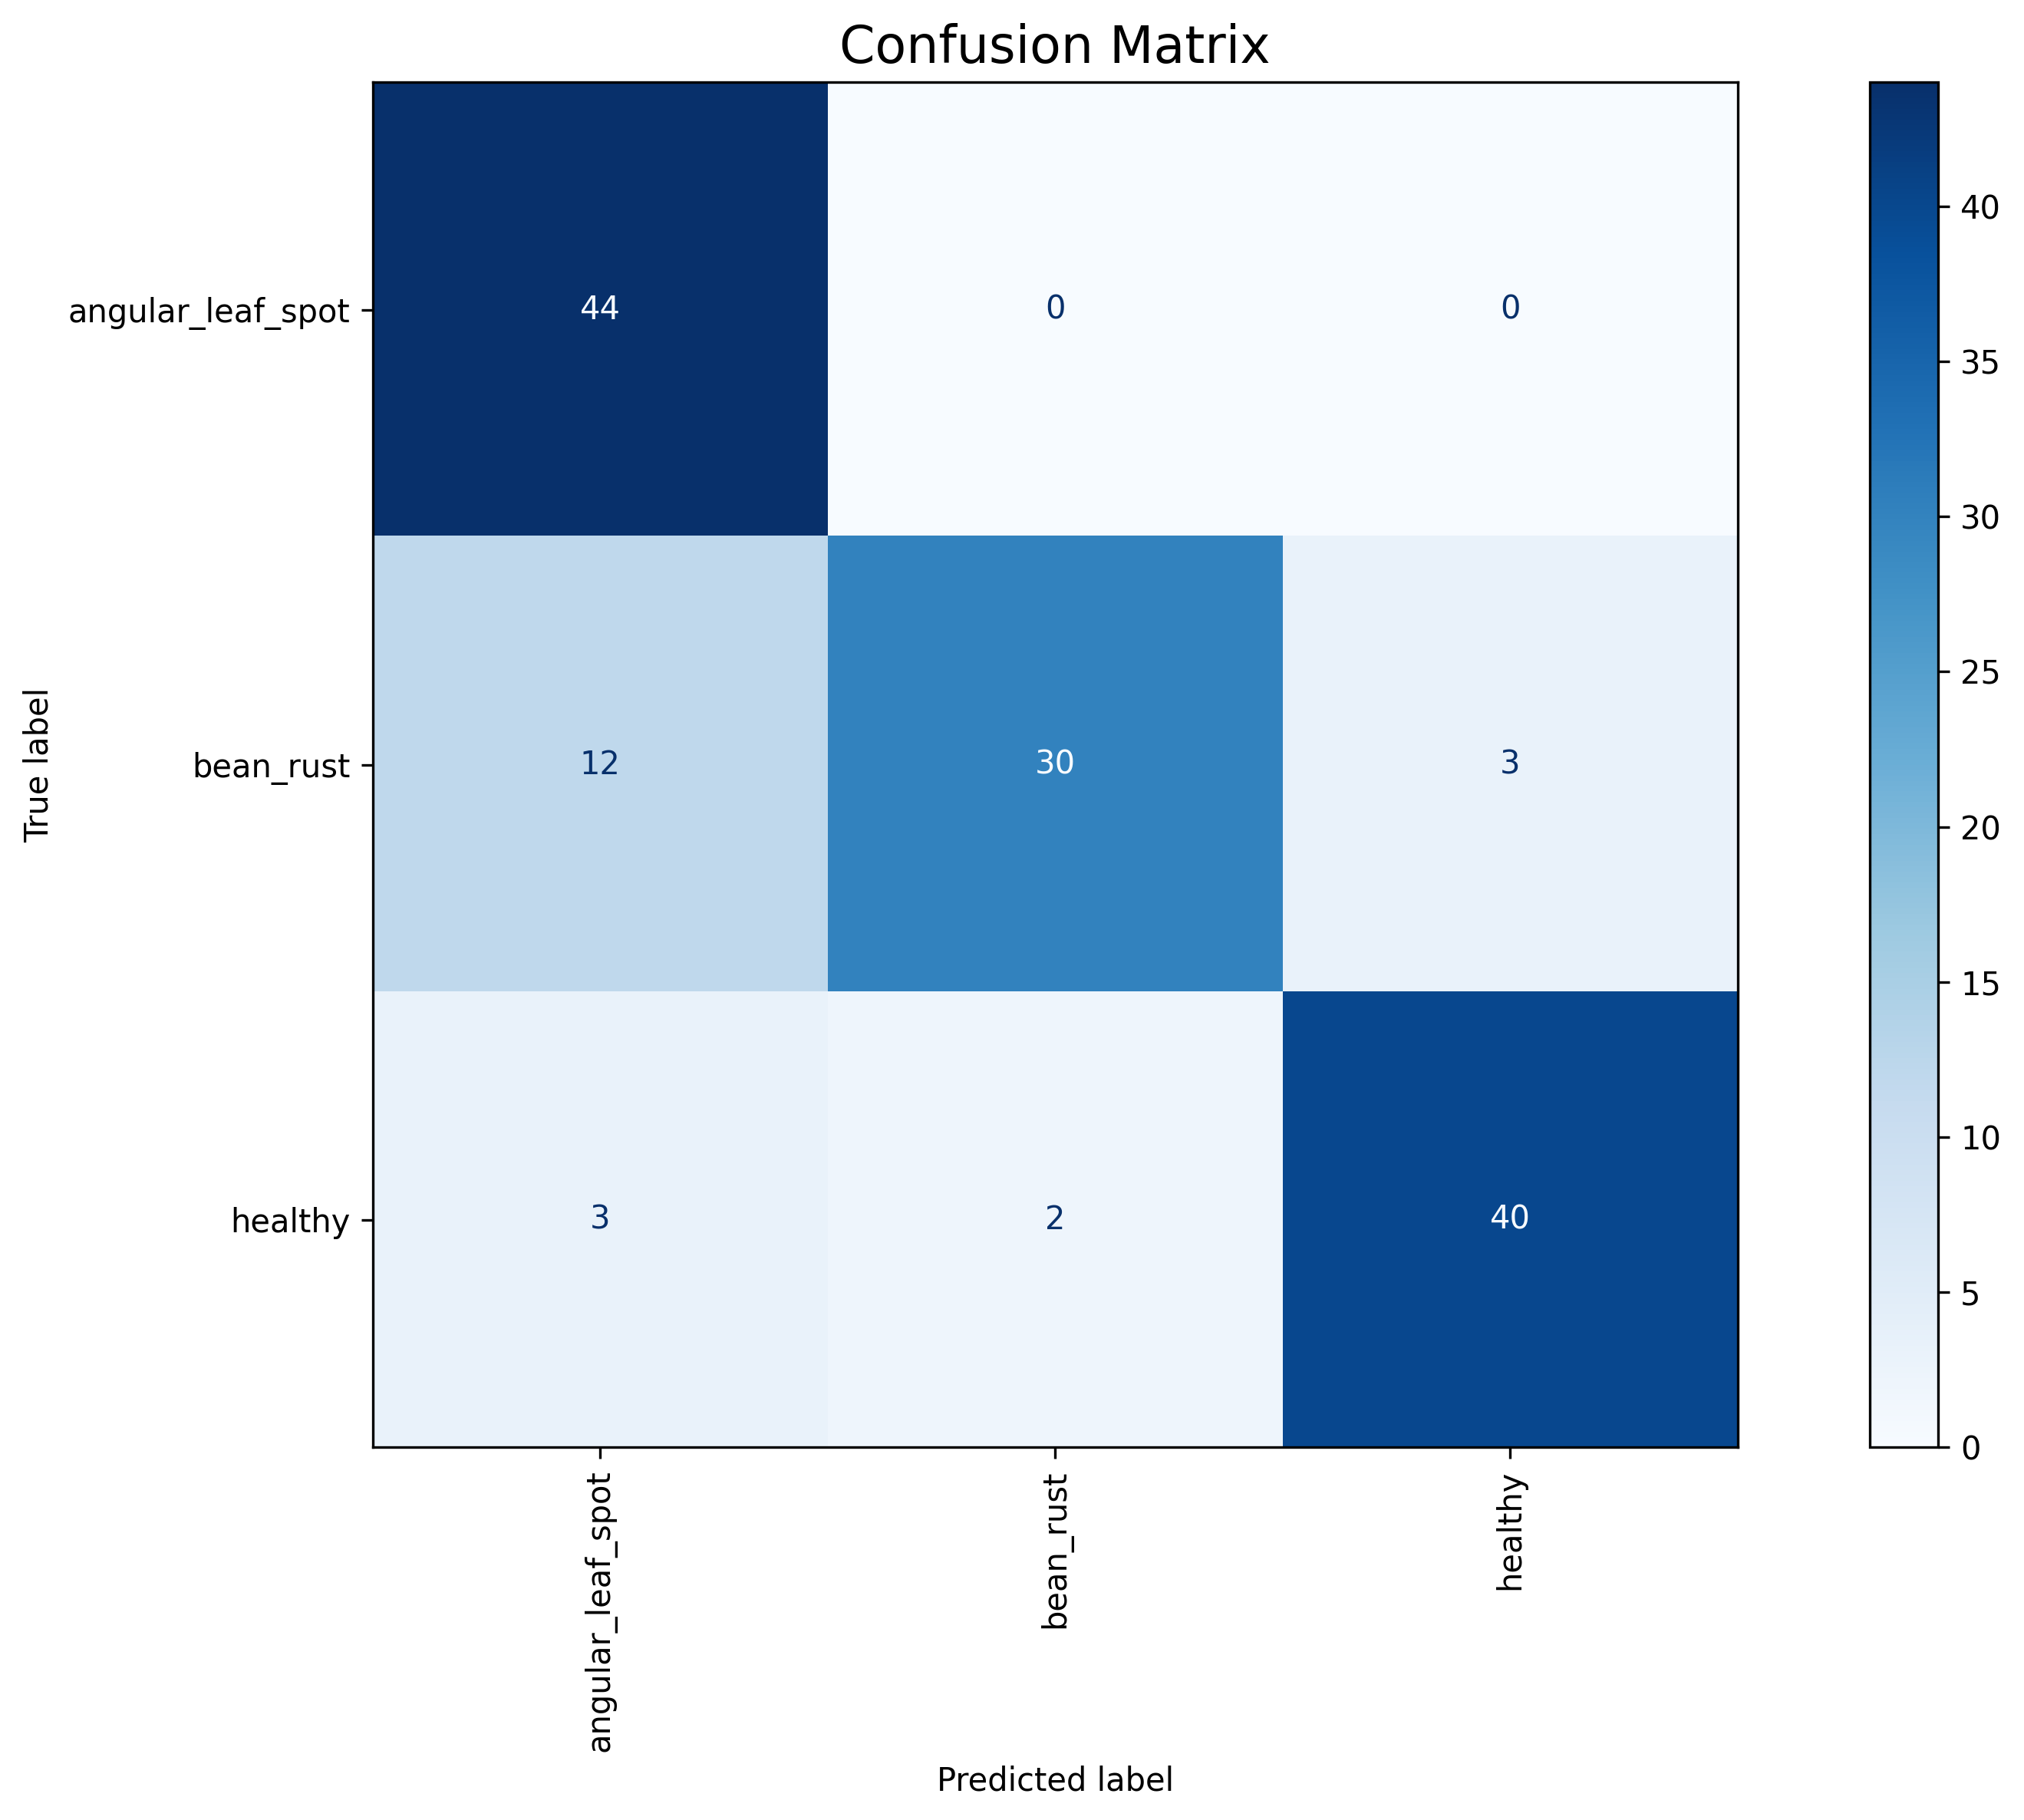 Confusion Matrix
angular_leaf_spot
44
0
0
True label
bean_rust
12
30
3
healthy
3
2
40
angular_leaf_spot
bean_rust
healthy
Predicted label
40
35
30
25
20
15
10
5
0